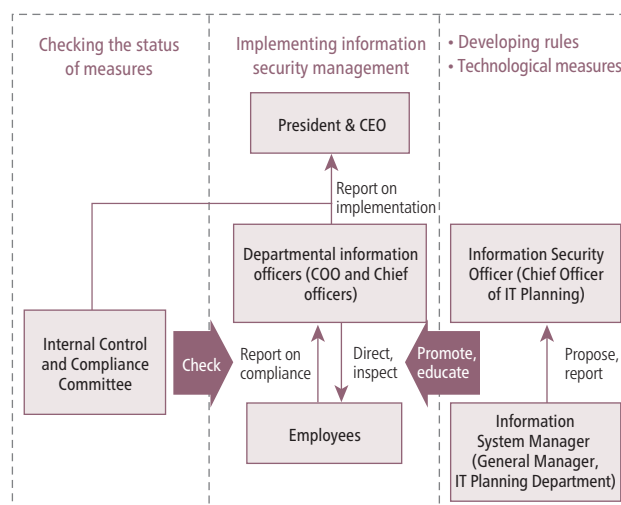 Checking the status
of measures
Implementing information
security management
• Developing rules
• Technological measures
President & CEO
Report on
implementation
Departmental information
officers (COO and Chief
officers)
Information Security
Officer (Chief Officer
of IT Planning)
Internal Control
and Compliance
Committee
Check
Report on
compliance
Direct,
inspect
Promote,
educate
Propose,
report
Employees
Information
System Manager
(General Manager,
IT Planning Department)